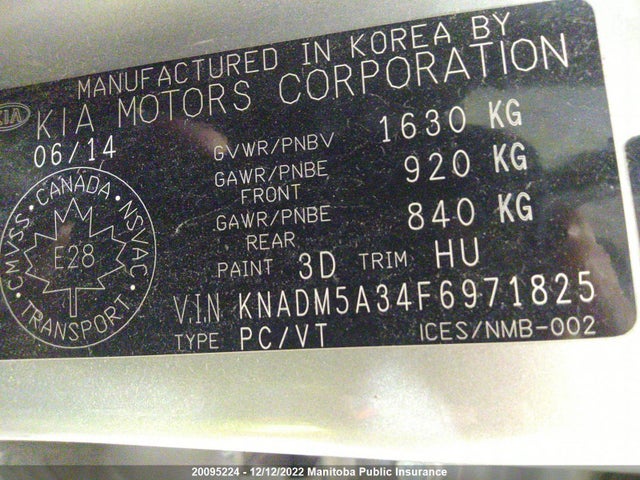 MANUFACTURED IN KOREA BY
KIA KIA MOTORS CORPORATION
06/14
GVWR/PNBV 1630 KG
GAWR/PNBE FRONT 920 KG
GAWR/PNBE REAR 840 KG
PAINT 3D TRIM HU
V.I.N KNADM5A34F6971825
TYPE PC/VT ICES/NMB-002
CMVSS · CANADA · NSVAC
E28
TRANSPORT
20095224 - 12/12/2022 Manitoba Public Insurance